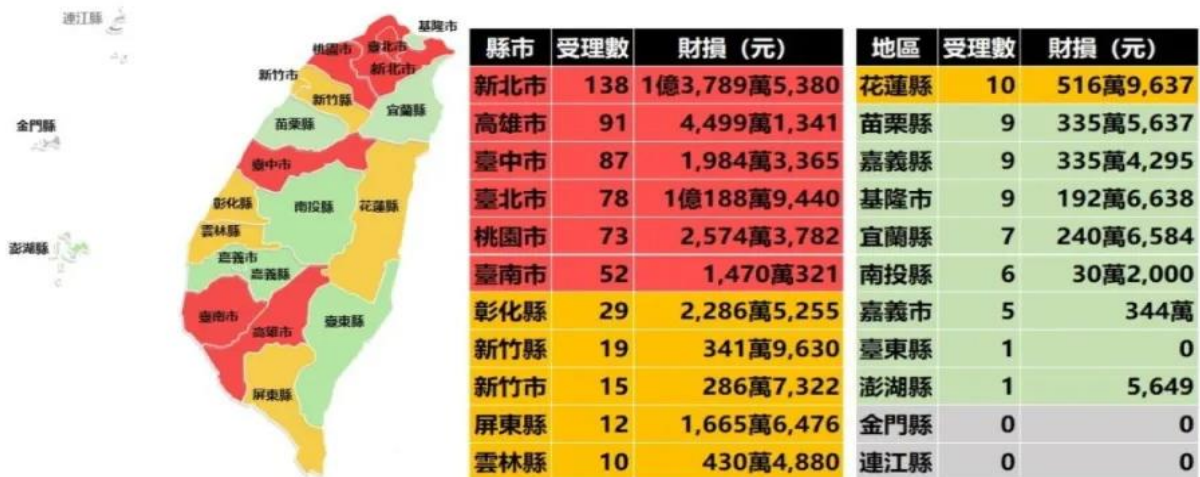 連江縣
基隆市
桃園市
臺北市
新北市
新竹市
新竹縣
宜蘭縣
苗栗縣
金門縣
臺中市
彰化縣
南投縣
花蓮縣
雲林縣
澎湖縣
嘉義市
嘉義縣
臺南市
高雄市
臺東縣
屏東縣
縣市 受理數 財損（元）
新北市 138 1億3,789萬5,380
高雄市 91 4,499萬1,341
臺中市 87 1,984萬3,365
臺北市 78 1億188萬9,440
桃園市 73 2,574萬3,782
臺南市 52 1,470萬321
彰化縣 29 2,286萬5,255
新竹縣 19 341萬9,630
新竹市 15 286萬7,322
屏東縣 12 1,665萬6,476
雲林縣 10 430萬4,880
地區 受理數 財損（元）
花蓮縣 10 516萬9,637
苗栗縣 9 335萬5,637
嘉義縣 9 335萬4,295
基隆市 9 192萬6,638
宜蘭縣 7 240萬6,584
南投縣 6 30萬2,000
嘉義市 5 344萬
臺東縣 1 0
澎湖縣 1 5,649
金門縣 0 0
連江縣 0 0